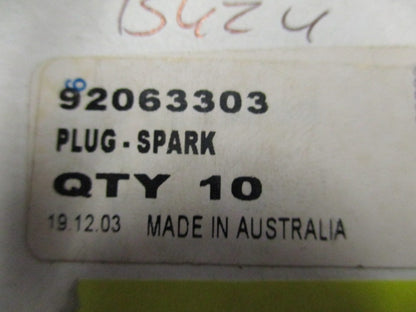 92063303
PLUG - SPARK
QTY 10
19.12.03 MADE IN AUSTRALIA